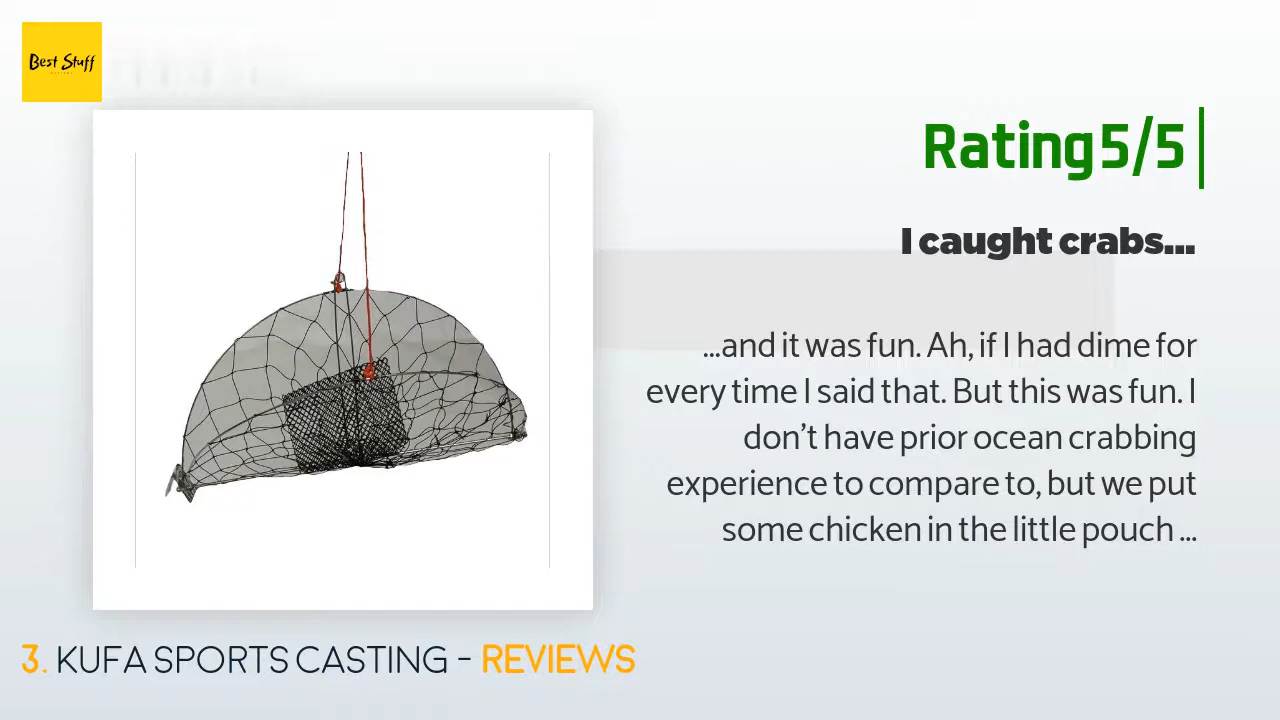 Best Stuff
Rating 5/5
I caught crabs...
...and it was fun. Ah, if I had dime for
every time I said that. But this was fun. I
don't have prior ocean crabbing
experience to compare to, but we put
some chicken in the little pouch ...
3. KUFA SPORTS CASTING - REVIEWS